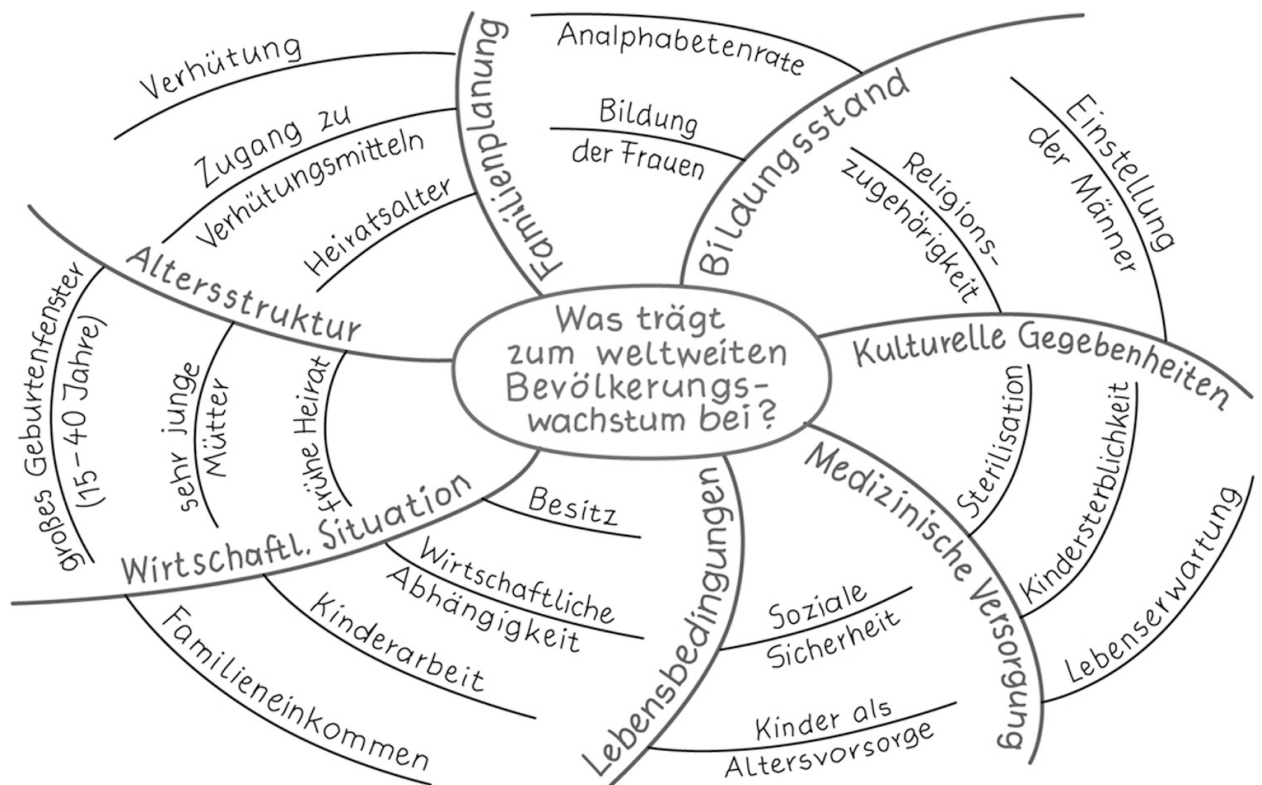 Was trägt
zum weltweiten
Bevölkerungs-
wachstum bei?
Familienplanung
Verhütung
Zugang zu
Verhütungsmitteln
Heiratsalter
Bildungsstand
Analphabetenrate
Bildung
der Frauen
Kulturelle Gegebenheiten
Einstellung
der Männer
Religions-
zugehörigkeit
Medizinische Versorgung
Sterilisation
Kindersterblichkeit
Lebenserwartung
Lebensbedingungen
Soziale
Sicherheit
Kinder als
Altersvorsorge
Wirtschaftl. Situation
Besitz
Wirtschaftliche
Abhängigkeit
Kinderarbeit
Familieneinkommen
Altersstruktur
großes Geburtenfenster
(15–40 Jahre)
sehr junge
Mütter
frühe Heirat